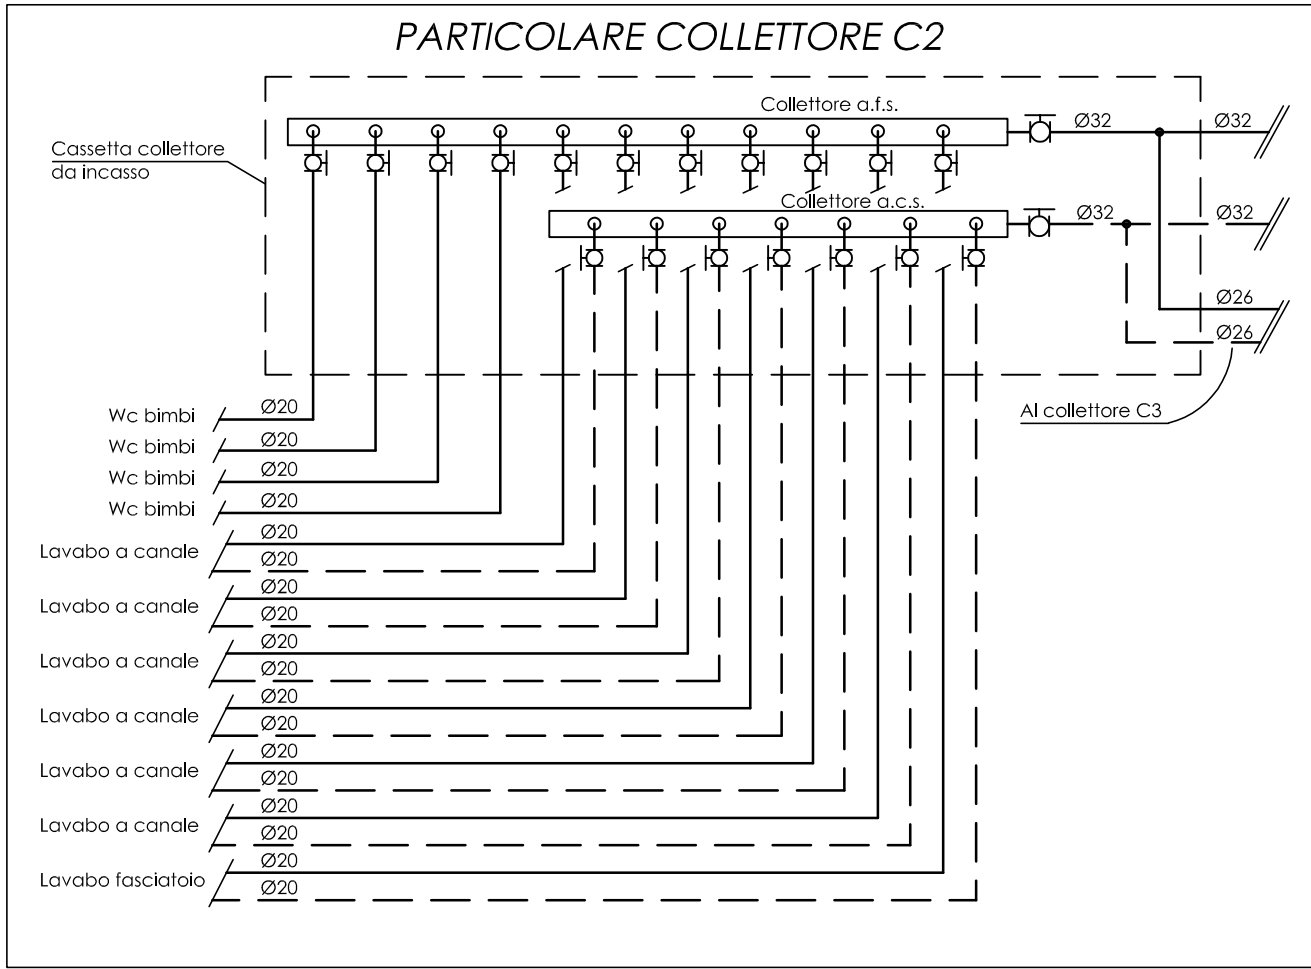 PARTICOLARE COLLETTORE C2
Collettore a.f.s.
Ø32
Ø32
Cassetta collettore
da incasso
Collettore a.c.s.
Ø32
Ø32
Ø26
Ø26
Al collettore C3
Wc bimbi
Ø20
Wc bimbi
Ø20
Wc bimbi
Ø20
Wc bimbi
Ø20
Lavabo a canale
Ø20
Ø20
Lavabo a canale
Ø20
Ø20
Lavabo a canale
Ø20
Ø20
Lavabo a canale
Ø20
Ø20
Lavabo a canale
Ø20
Ø20
Lavabo a canale
Ø20
Ø20
Lavabo fasciatoio
Ø20
Ø20